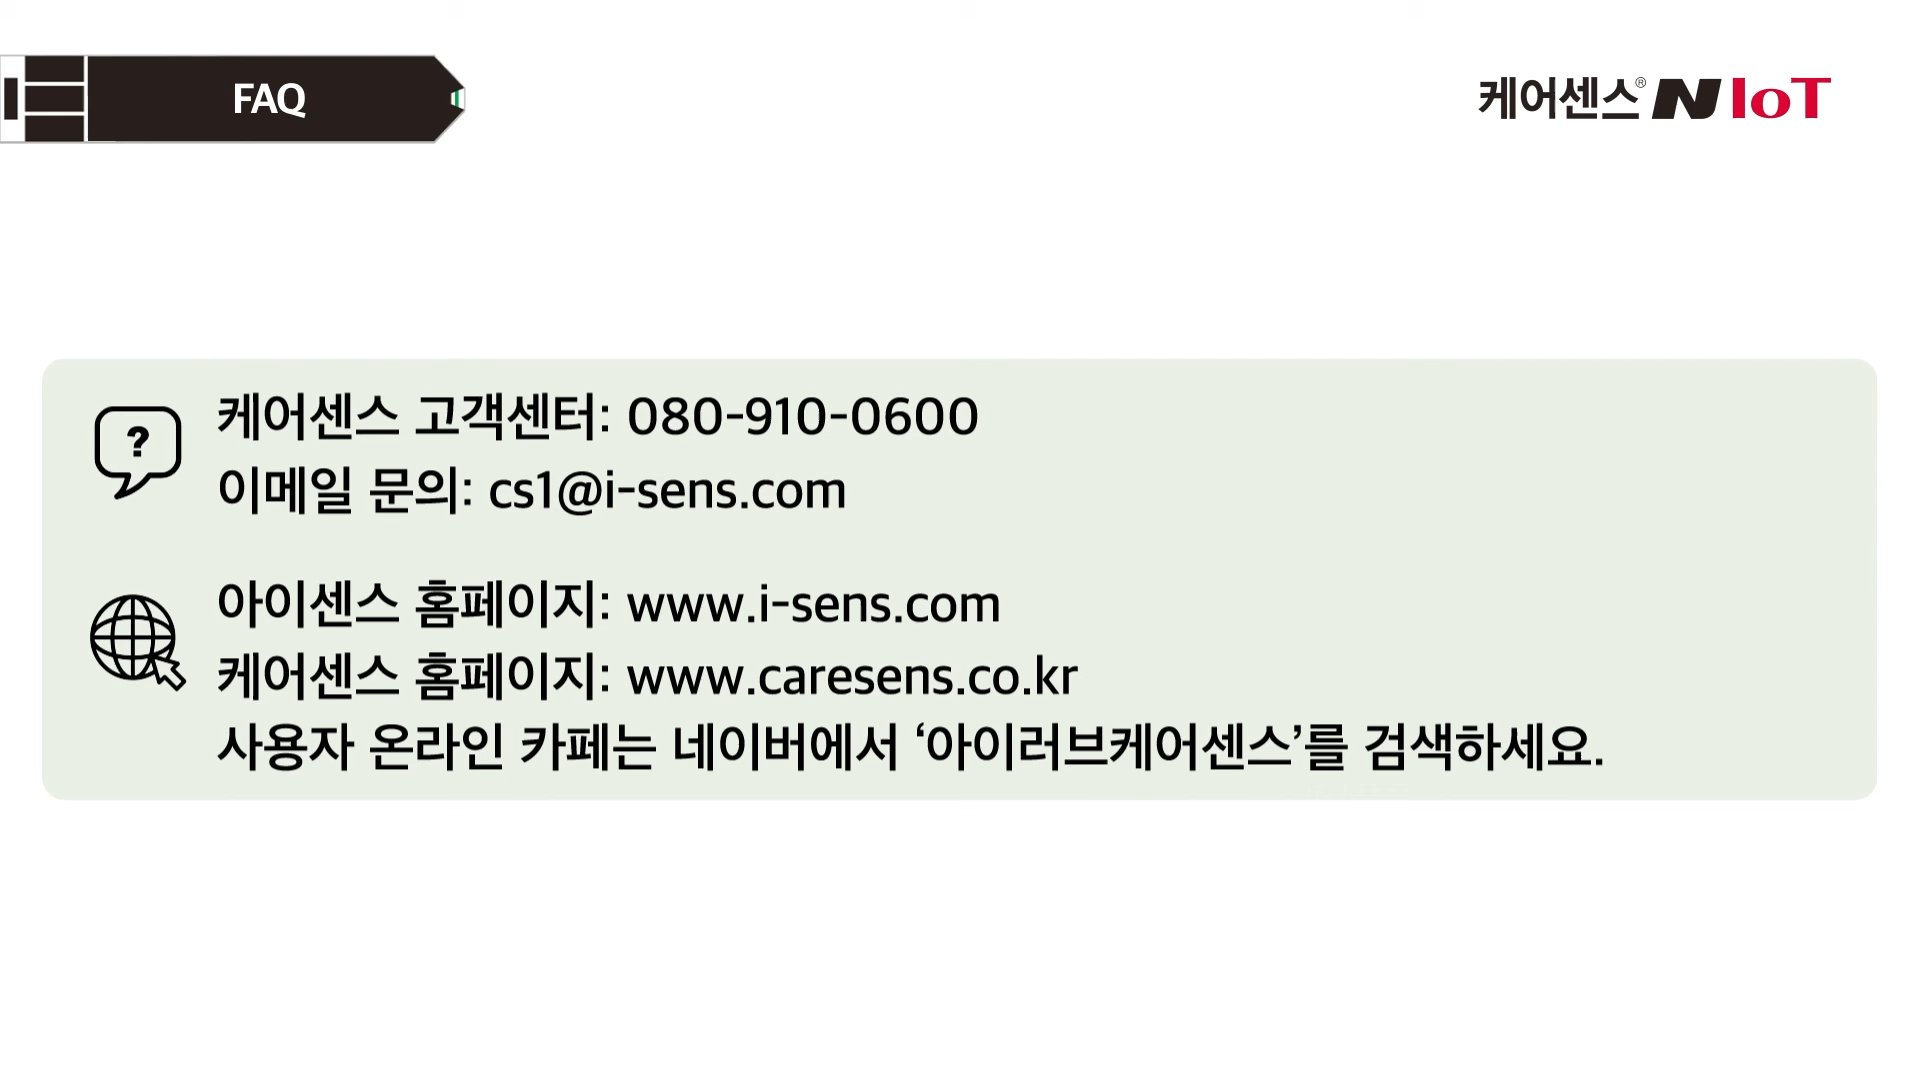 FAQ
케어센스® N IoT
?
케어센스 고객센터: 080-910-0600
이메일 문의: cs1@i-sens.com
아이센스 홈페이지: www.i-sens.com
케어센스 홈페이지: www.caresens.co.kr
사용자 온라인 카페는 네이버에서 ‘아이러브케어센스’를 검색하세요.